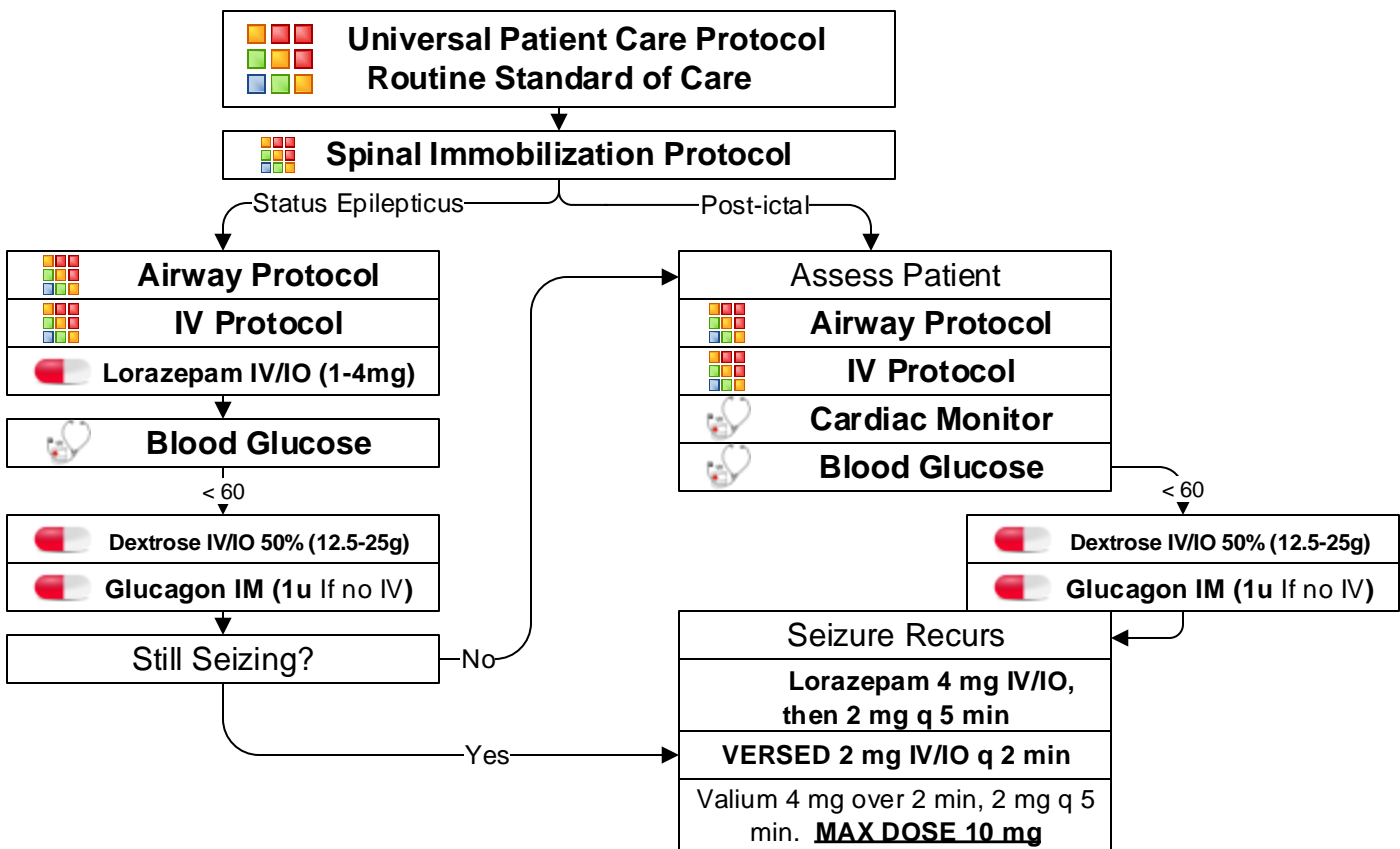 Universal Patient Care Protocol
Routine Standard of Care
Spinal Immobilization Protocol
Status Epilepticus
Post-ictal
Airway Protocol
IV Protocol
Lorazepam IV/IO (1-4mg)
Blood Glucose
< 60
Dextrose IV/IO 50% (12.5-25g)
Glucagon IM (1u If no IV)
Still Seizing?
No
Yes
Assess Patient
Airway Protocol
IV Protocol
Cardiac Monitor
Blood Glucose
< 60
Dextrose IV/IO 50% (12.5-25g)
Glucagon IM (1u If no IV)
Seizure Recurs
Lorazepam 4 mg IV/IO,
then 2 mg q 5 min
VERSED 2 mg IV/IO q 2 min
Valium 4 mg over 2 min, 2 mg q 5
min. MAX DOSE 10 mg